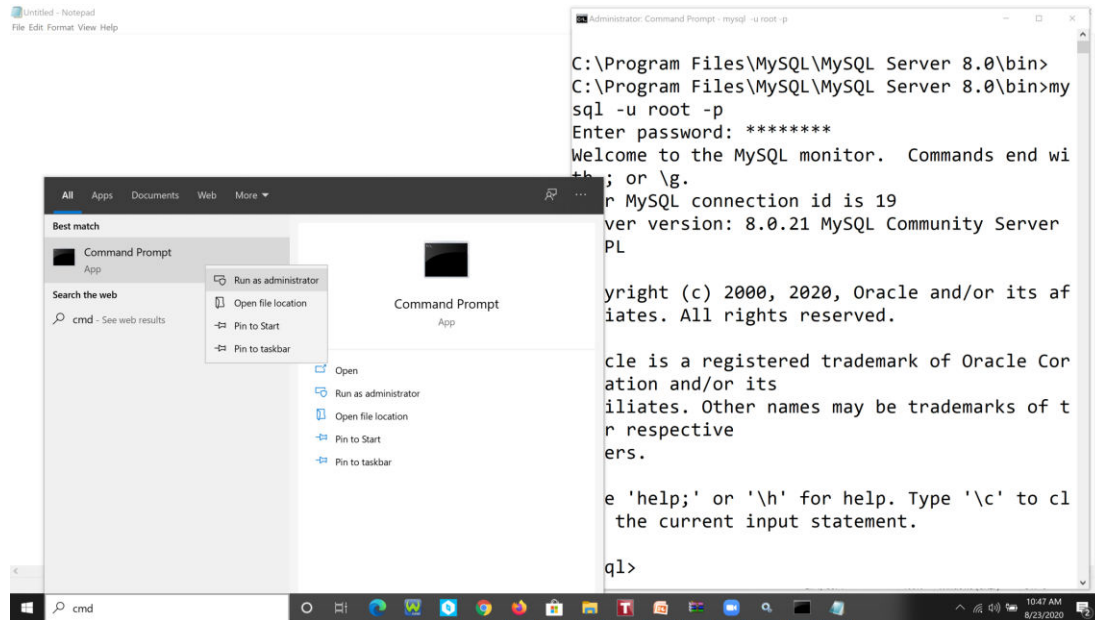 Untitled - Notepad
File Edit Format View Help
Administrator: Command Prompt - mysql -u root -p
C:\Program Files\MySQL\MySQL Server 8.0\bin>
C:\Program Files\MySQL\MySQL Server 8.0\bin>my
sql -u root -p
Enter password: ********
Welcome to the MySQL monitor.  Commands end wi
th ; or \g.
r MySQL connection id is 19
ver version: 8.0.21 MySQL Community Server
PL
yright (c) 2000, 2020, Oracle and/or its af
iates. All rights reserved.
cle is a registered trademark of Oracle Cor
ation and/or its
iliates. Other names may be trademarks of t
r respective
ers.
e 'help;' or '\h' for help. Type '\c' to cl
the current input statement.
ql>
All Apps Documents Web More
Best match
Command Prompt
App
Search the web
cmd - See web results
Run as administrator
Open file location
Pin to Start
Pin to taskbar
Command Prompt
App
Open
Run as administrator
Open file location
Pin to Start
Pin to taskbar
cmd
10:47 AM
8/23/2020
2